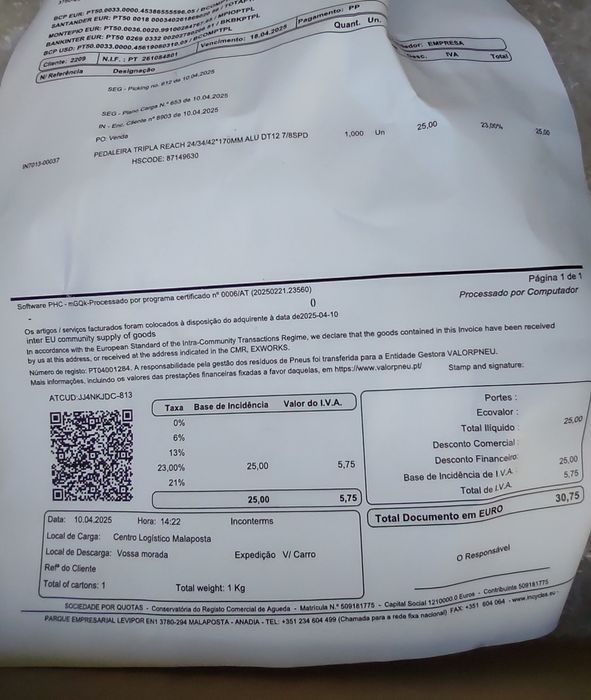 BCP EUR: PT50.0033.0000.45386555596.05 /
SANTANDER EUR: PT50 0018
MONTEPIO EUR: PT50.0036.0020.99100284767 / MPIOPTPL
BANKINTER EUR: PT50 0269 0332 / BKBKPTPL
BCP USD: PT50.0033.0000.45619080310.05 / BCOMPTPL
Cliente: 2209 N.I.F.: PT 261084801 Vencimento: 18.04.2025 Pagamento: PP EMPRESA
N/ Referência Designação Quant. Un. IVA Total
SEG - Picking no. 812 de 10.04.2025
SEG - Plano Carga N.º 653 de 10.04.2025
IN - Enc. Cliente nº 8903 de 10.04.2025
PO: Venda
IN7013-00037 PEDALEIRA TRIPLA REACH 24/34/42*170MM ALU DT12 7/8SPD 1,000 Un 25,00 23,00% 25,00
HSCODE: 87149630
Página 1 de 1
Software PHC - mGQk-Processado por programa certificado nº 0006/AT (20250221.23560) Processado por Computador
- ()
Os artigos / serviços facturados foram colocados à disposição do adquirente à data de2025-04-10
inter EU community supply of goods
In accordance with the European Standard of the Intra-Community Transactions Regime, we declare that the goods contained in this Invoice have been received
by us at this address, or received at the address indicated in the CMR, EXWORKS.
Número de registo: PT04001284. A responsabilidade pela gestão dos resíduos de Pneus foi transferida para a Entidade Gestora VALORPNEU.
Mais informações, incluindo os valores das prestações financeiras fixadas a favor daquelas, em https://www.valorpneu.pt/ Stamp and signature:
ATCUD:JJ4NKJDC-813
Taxa Base de Incidência Valor do I.V.A.
0%
6%
13%
23,00% 25,00 5,75
21%
25,00 5,75
Portes :
Ecovalor :
Total Ilíquido : 25,00
Desconto Comercial :
Desconto Financeiro:
Base de Incidência de I.V.A : 25,00
Total de I.V.A. 5,75
Total Documento em EURO 30,75
Data: 10.04.2025 Hora: 14:22 Inconterms
Local de Carga: Centro Logístico Malaposta
Local de Descarga: Vossa morada Expedição V/ Carro
Refª do Cliente
Total of cartons: 1 Total weight: 1 Kg
O Responsável
SOCIEDADE POR QUOTAS - Conservatória do Registo Comercial de Agueda - Matricula N.º 509181775 - Capital Social 1210000.0 Euros - Contribuinte 509181775
PARQUE EMPRESARIAL LEVIPOR EN1 3780-294 MALAPOSTA - ANADIA - TEL: +351 234 604 499 (Chamada para a rede fixa nacional) FAX: +351 604 064 - www.incycles.eu -